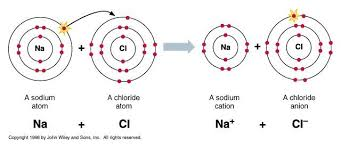 Na + Cl Na + Cl
A sodium atom A chloride atom A sodium cation A chloride anion
Na + Cl Na⁺ + Cl⁻
Copyright 1998 by John Wiley and Sons, Inc. All rights reserved.